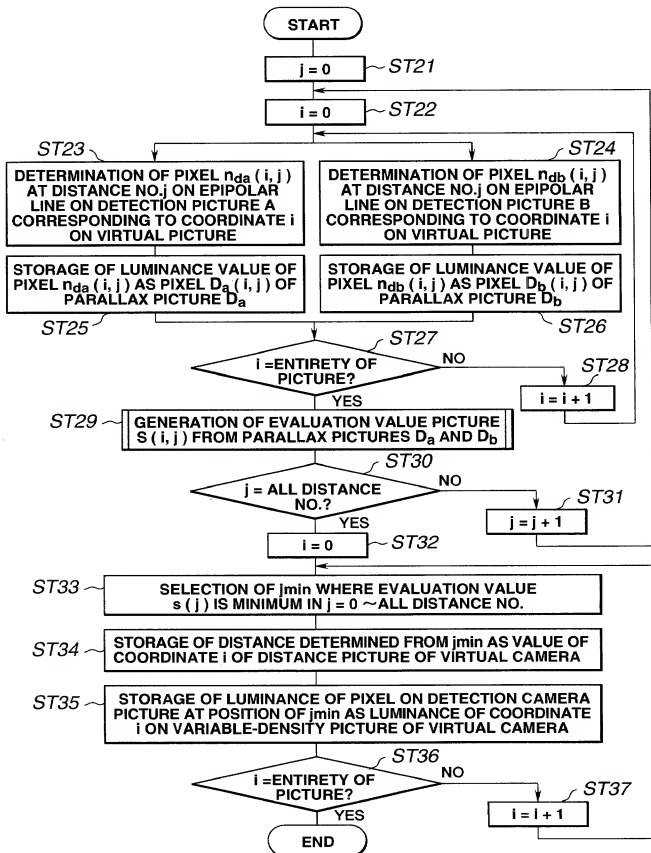 START
j = 0
ST21
i = 0
ST22
ST23
DETERMINATION OF PIXEL nda ( i, j )
AT DISTANCE NO.j ON EPIPOLAR
LINE ON DETECTION PICTURE A
CORRESPONDING TO COORDINATE i
ON VIRTUAL PICTURE
ST24
DETERMINATION OF PIXEL ndb ( i, j )
AT DISTANCE NO.j ON EPIPOLAR
LINE ON DETECTION PICTURE B
CORRESPONDING TO COORDINATE i
ON VIRTUAL PICTURE
STORAGE OF LUMINANCE VALUE OF
PIXEL nda ( i, j ) AS PIXEL Da ( i, j ) OF
PARALLAX PICTURE Da
ST25
STORAGE OF LUMINANCE VALUE OF
PIXEL ndb ( i, j ) AS PIXEL Db ( i, j ) OF
PARALLAX PICTURE Db
ST26
ST27
i =ENTIRETY OF
PICTURE?
NO
YES
ST28
i = i + 1
ST29
GENERATION OF EVALUATION VALUE PICTURE
S ( i, j ) FROM PARALLAX PICTURES Da AND Db
ST30
j = ALL DISTANCE
NO.?
NO
YES
ST31
j = j + 1
i = 0
ST32
ST33
SELECTION OF jmin WHERE EVALUATION VALUE
s ( j ) IS MINIMUM IN j = 0 ~ ALL DISTANCE NO.
ST34
STORAGE OF DISTANCE DETERMINED FROM jmin AS VALUE OF
COORDINATE i OF DISTANCE PICTURE OF VIRTUAL CAMERA
ST35
STORAGE OF LUMINANCE OF PIXEL ON DETECTION CAMERA
PICTURE AT POSITION OF jmin AS LUMINANCE OF COORDINATE
i ON VARIABLE-DENSITY PICTURE OF VIRTUAL CAMERA
ST36
i =ENTIRETY OF
PICTURE?
NO
YES
ST37
i = i + 1
END